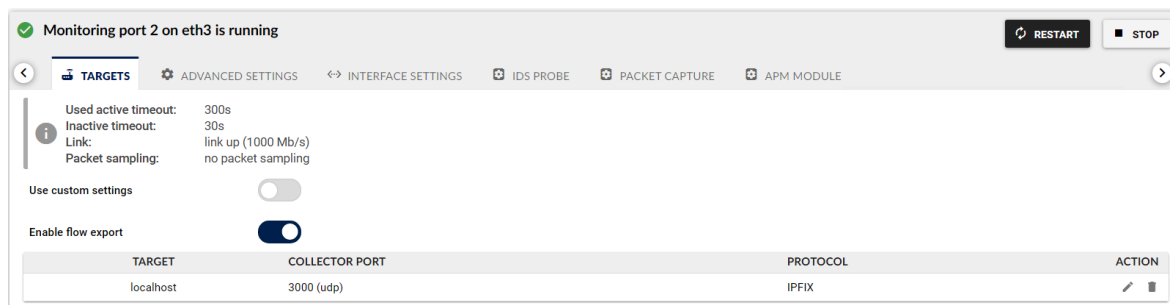 Monitoring port 2 on eth3 is running
RESTART
STOP
TARGETS
ADVANCED SETTINGS
INTERFACE SETTINGS
IDS PROBE
PACKET CAPTURE
APM MODULE
Used active timeout: 300s
Inactive timeout: 30s
Link: link up (1000 Mb/s)
Packet sampling: no packet sampling
Use custom settings
Enable flow export
TARGET COLLECTOR PORT PROTOCOL ACTION
localhost 3000 (udp) IPFIX